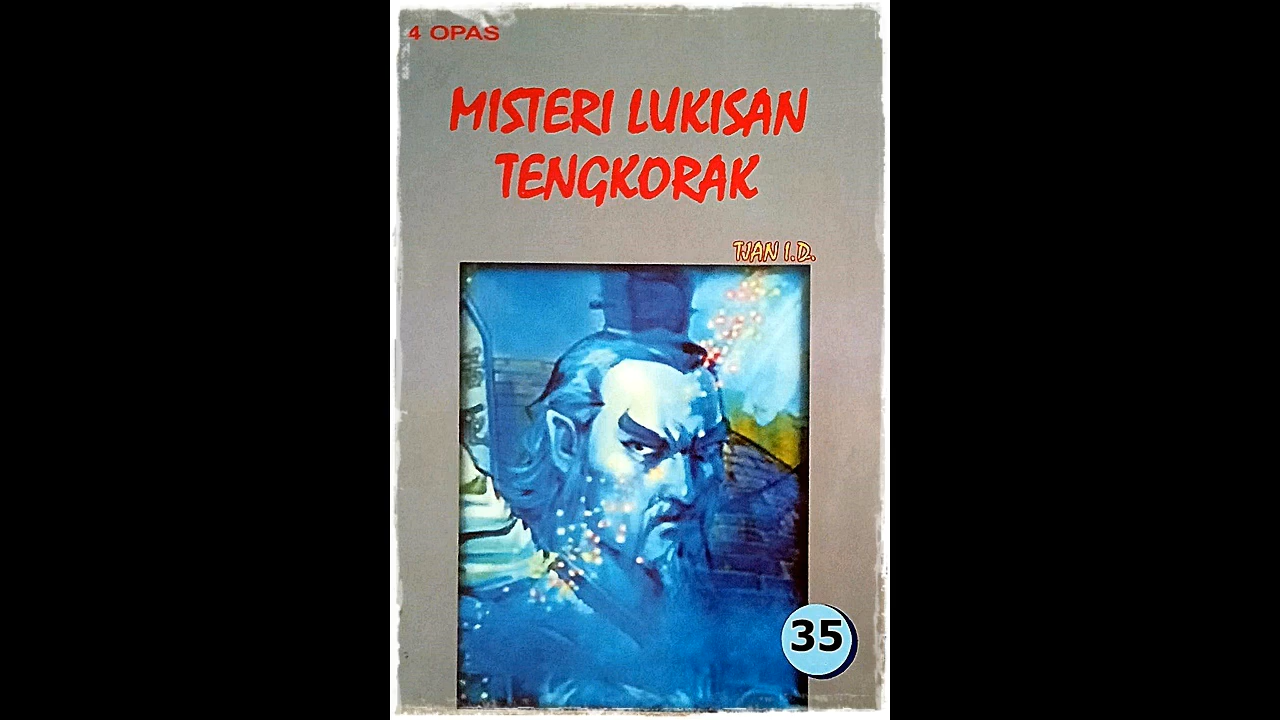 4 OPAS
MISTERI LUKISAN
TENGKORAK
TJAN I.D.
35